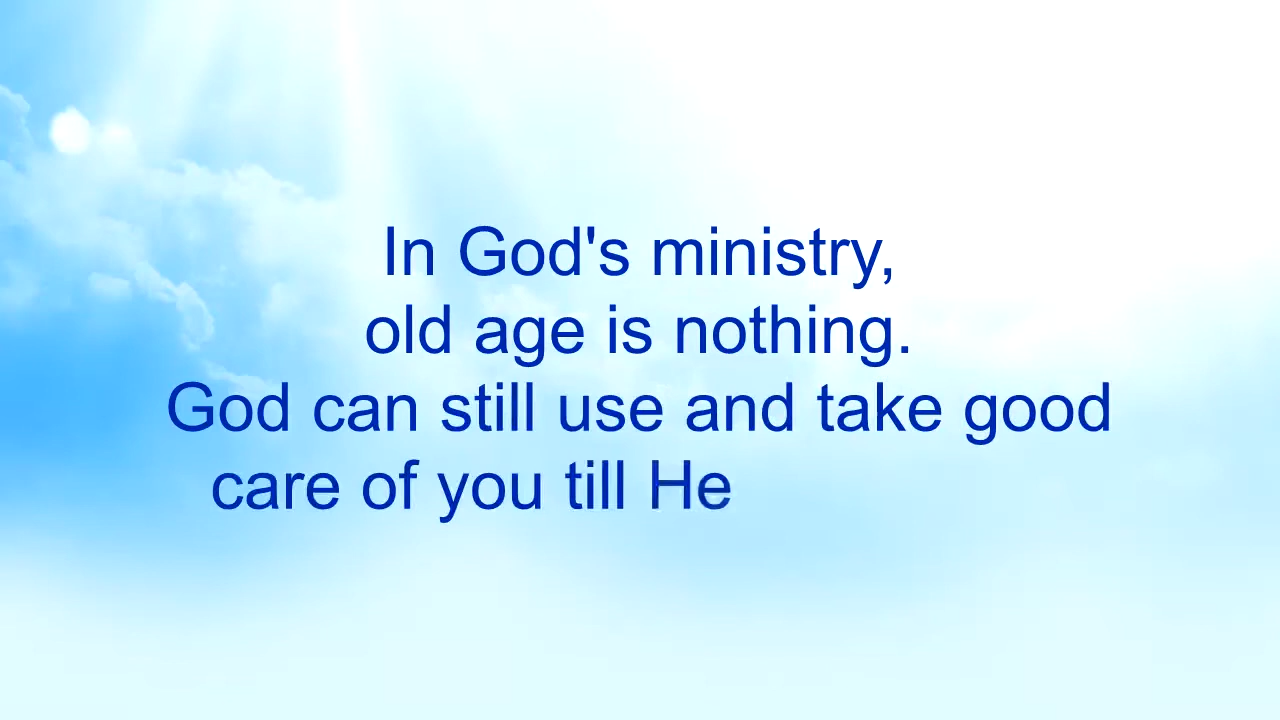 In God's ministry,
old age is nothing.
God can still use and take good
care of you till He